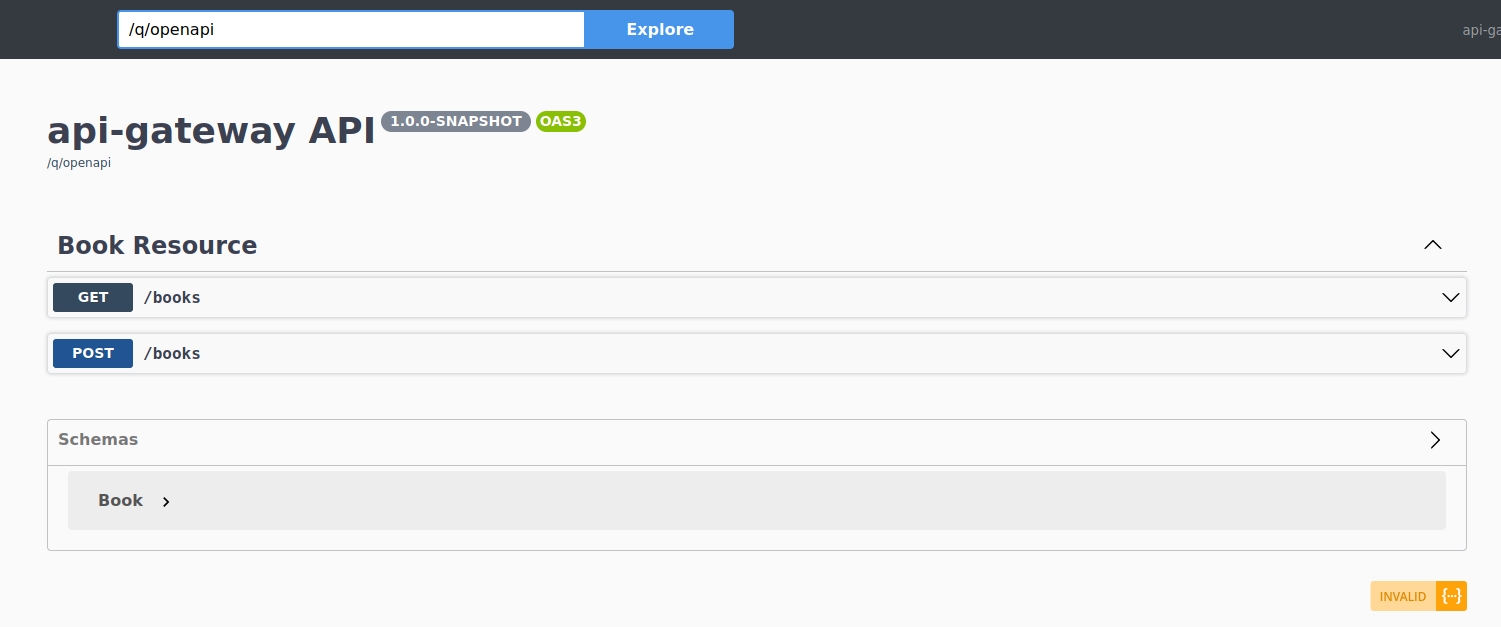 /q/openapi
Explore
api-ga
api-gateway API 1.0.0-SNAPSHOT OAS3
/q/openapi
Book Resource
GET /books
POST /books
Schemas
Book
INVALID {...}